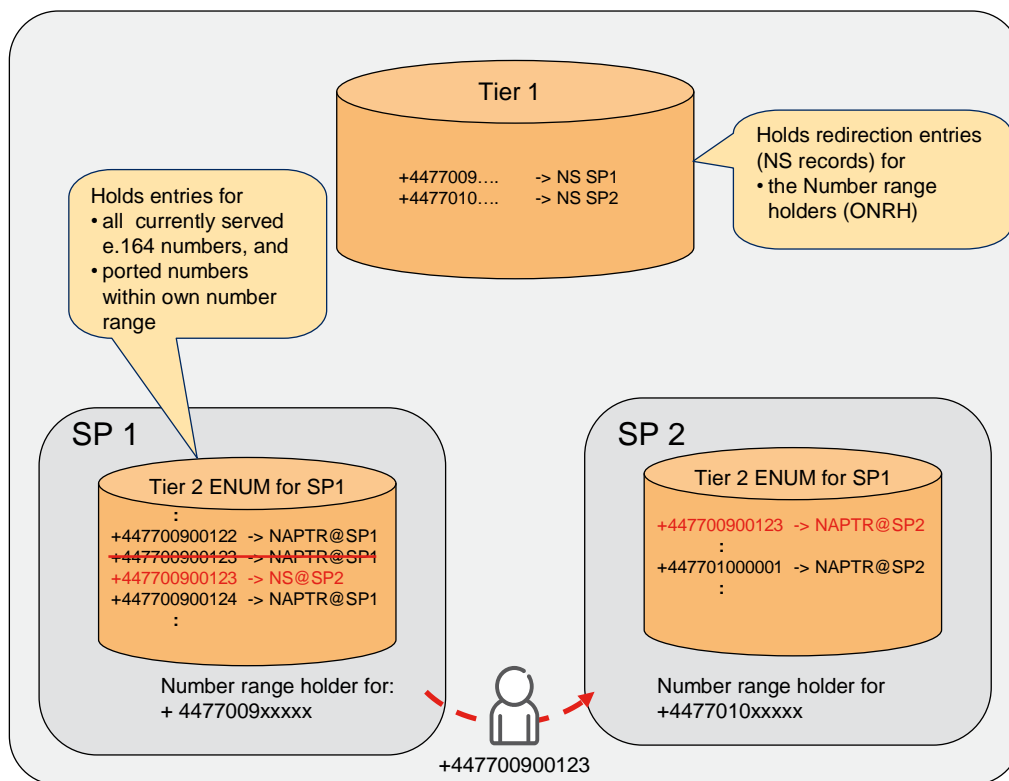 Tier 1
+4477009.... -> NS SP1
+4477010.... -> NS SP2
Holds redirection entries
(NS records) for
• the Number range
holders (ONRH)
Holds entries for
• all currently served
e.164 numbers, and
• ported numbers
within own number
range
SP 1
Tier 2 ENUM for SP1
:
+447700900122 -> NAPTR@SP1
+447700900123 -> NAPTR@SP1
+447700900123 -> NS@SP2
+447700900124 -> NAPTR@SP1
:
Number range holder for:
+ 4477009xxxxx
SP 2
Tier 2 ENUM for SP1
+447700900123 -> NAPTR@SP2
:
+447701000001 -> NAPTR@SP2
:
Number range holder for
+4477010xxxxx
+447700900123